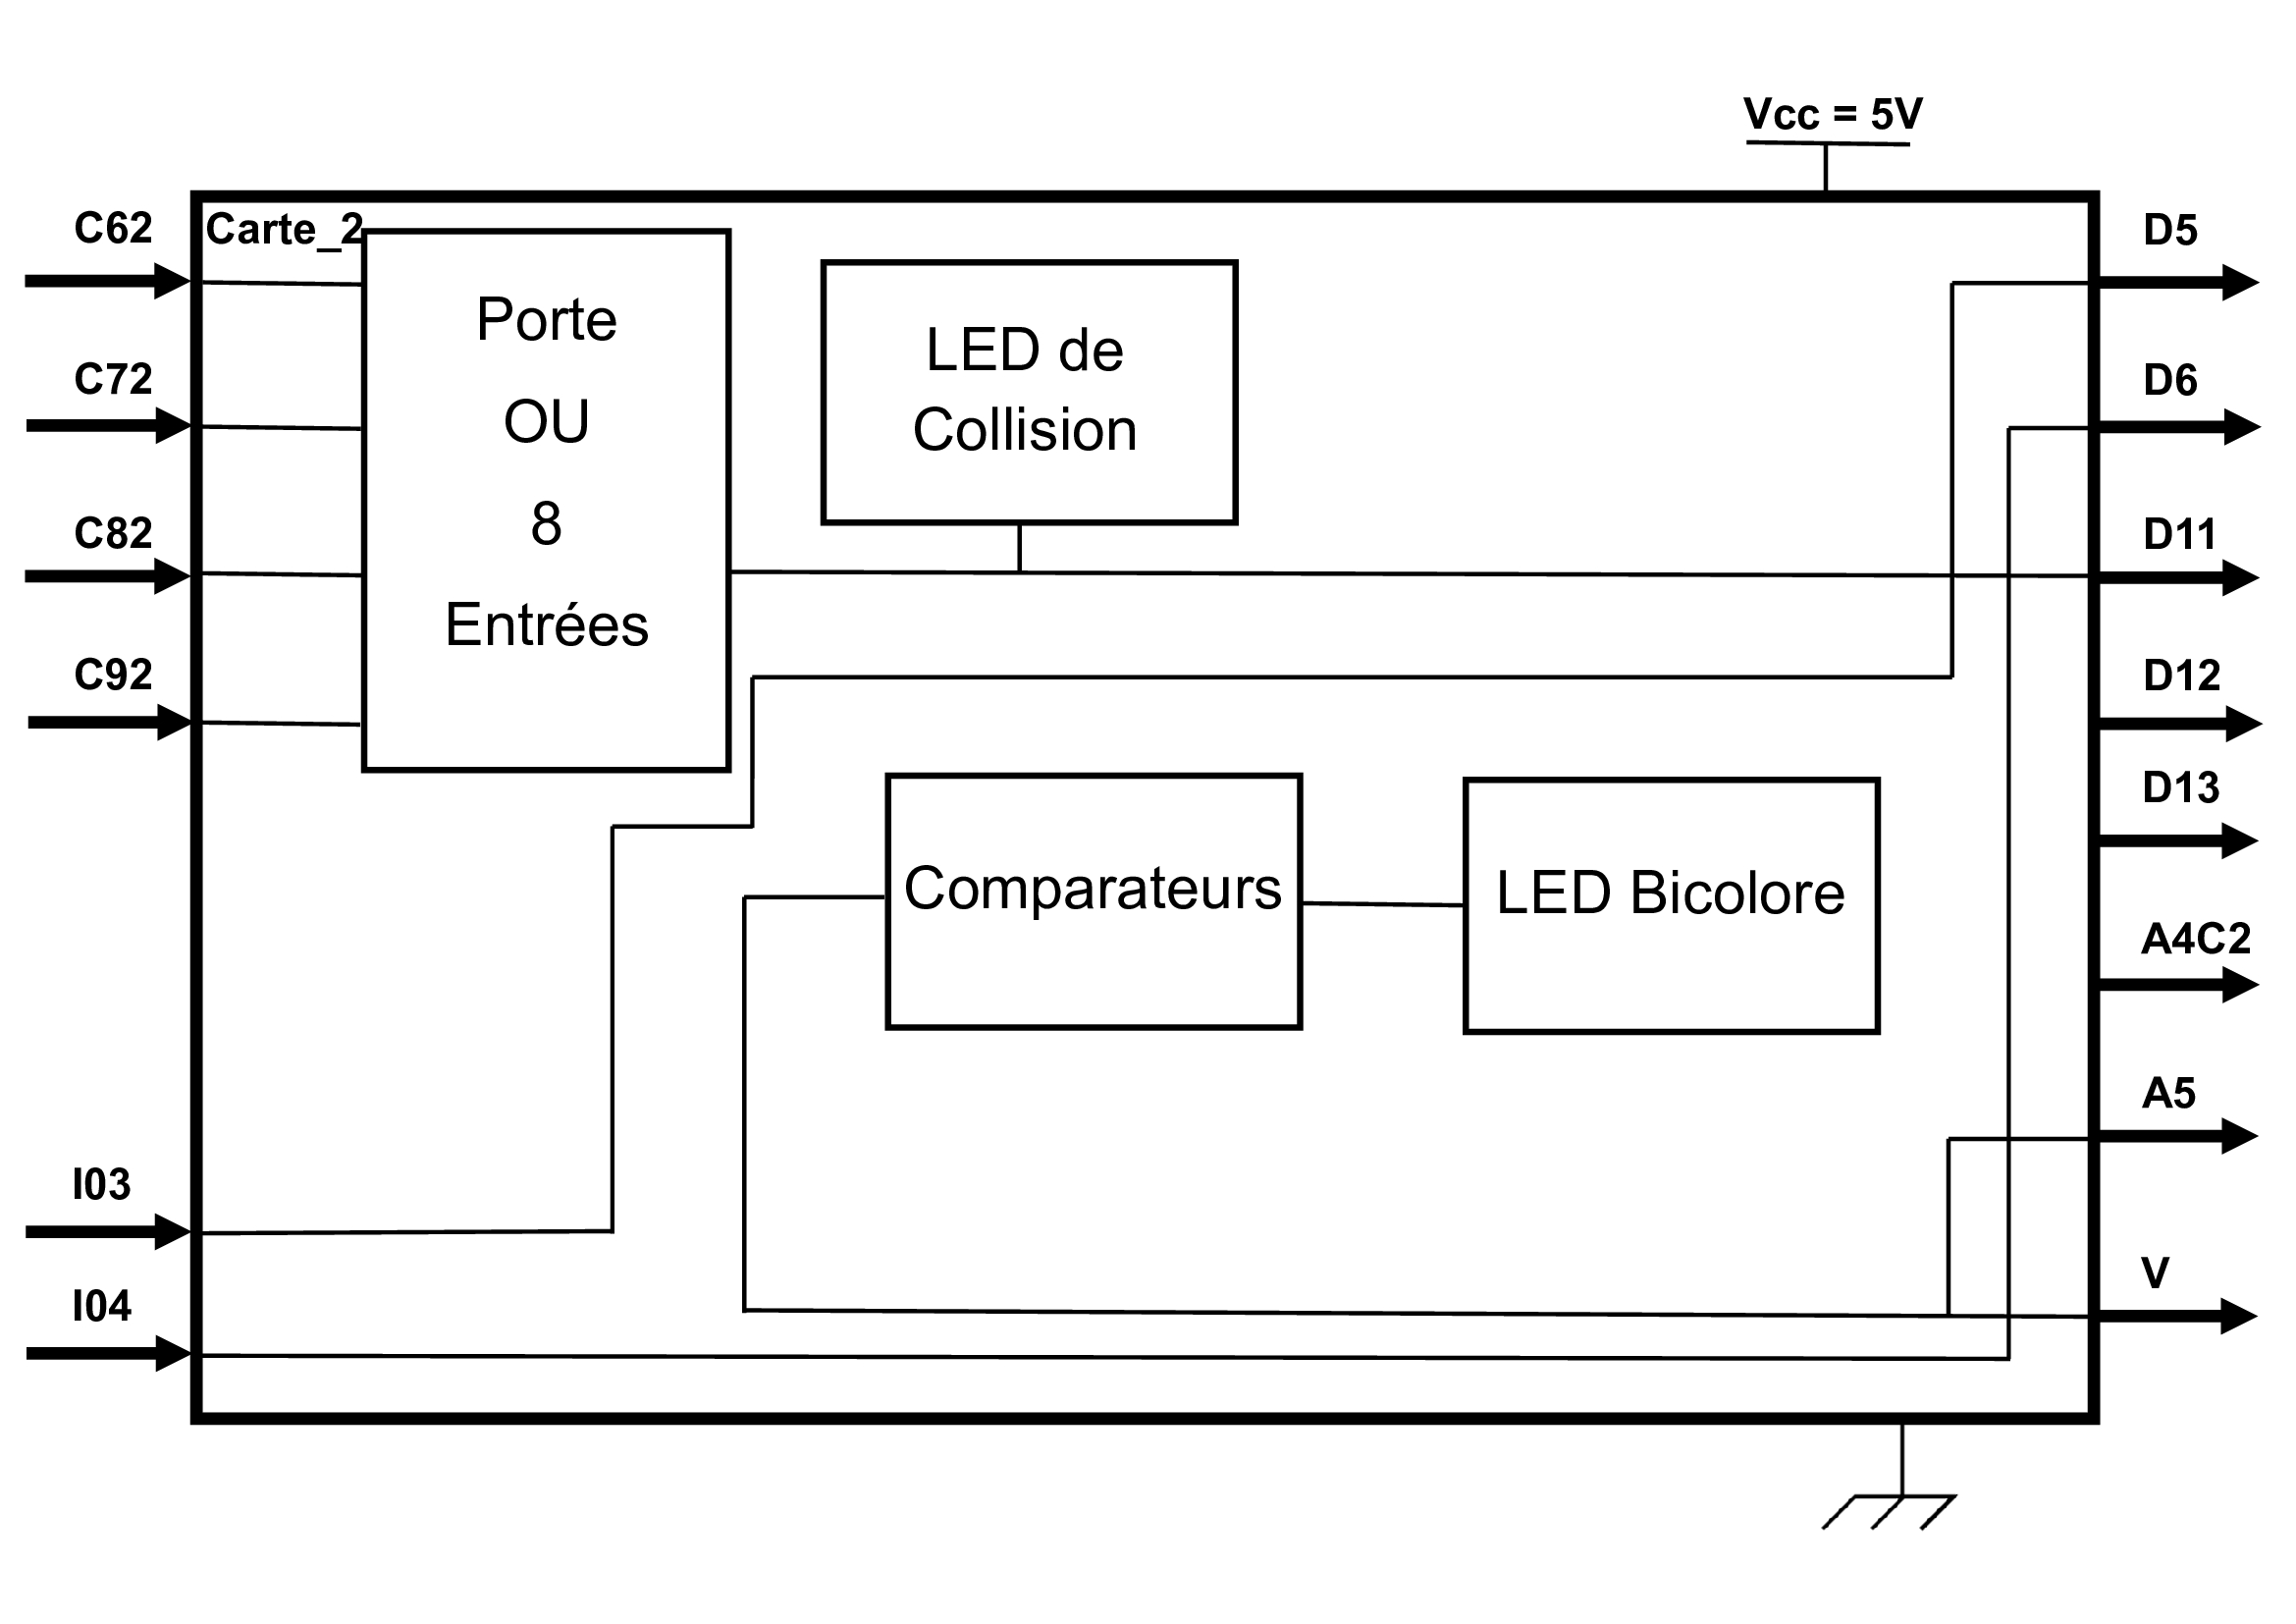 Vcc = 5V
Carte_2
C62
C72
C82
C92
I03
I04
Porte
OU
8
Entrées
LED de
Collision
Comparateurs
LED Bicolore
D5
D6
D11
D12
D13
A4C2
A5
V